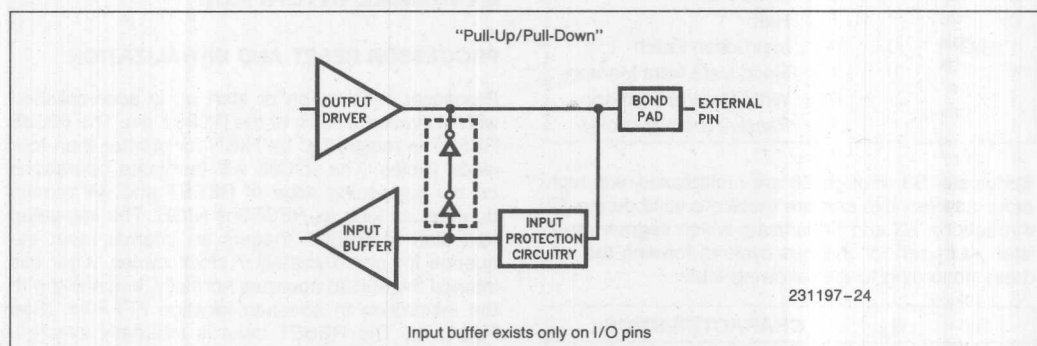 "Pull-Up/Pull-Down"
OUTPUT
DRIVER
BOND
PAD
EXTERNAL
PIN
INPUT
BUFFER
INPUT
PROTECTION
CIRCUITRY
231197–24
Input buffer exists only on I/O pins